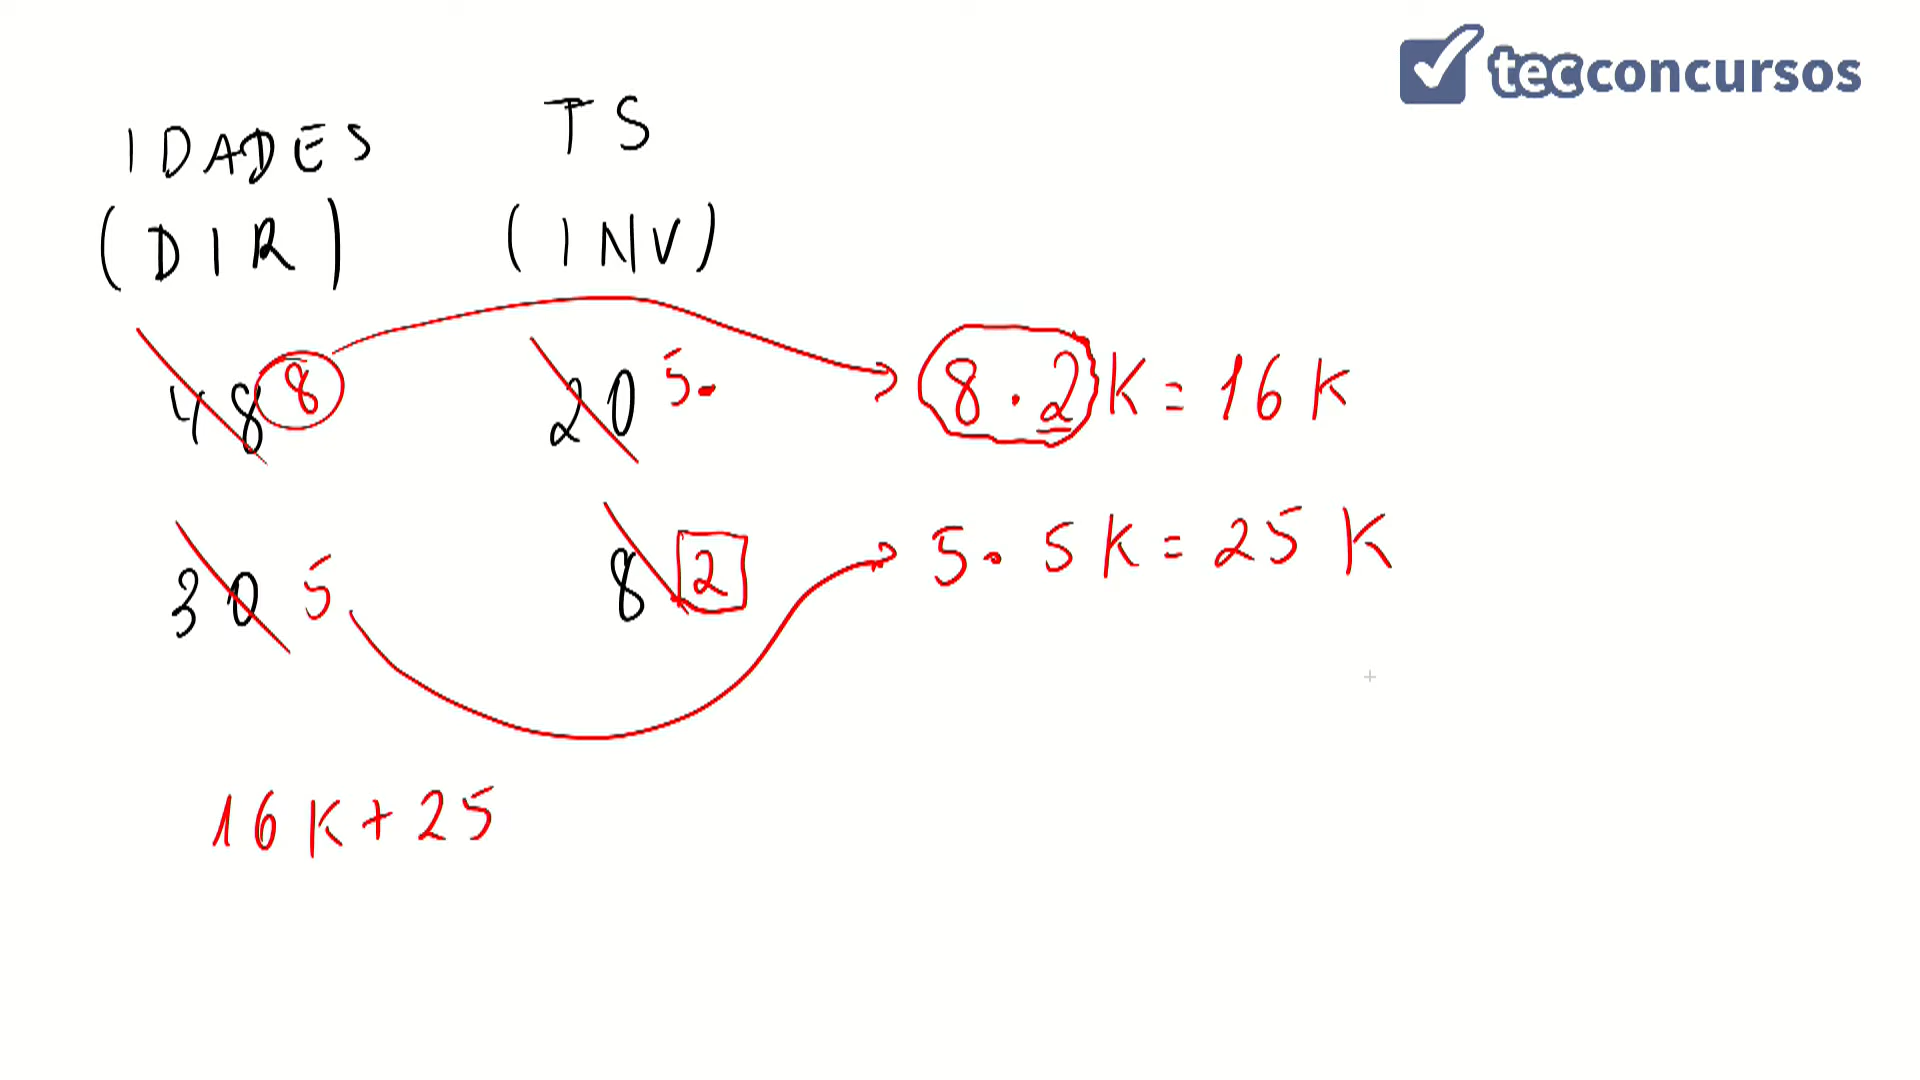 tecconcursos
IDADES TS
(DIR) (INV)
48 8 20 5. 8 . 2 K = 16 K
30 5 8 2 5 . 5 K = 25 K
16 K + 25